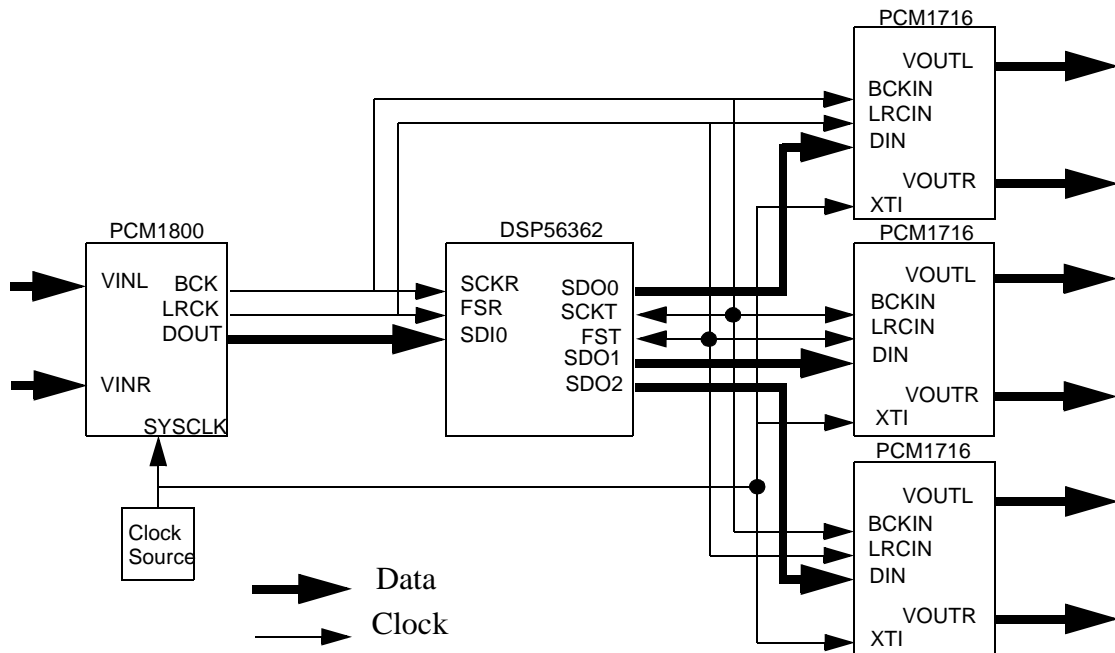 PCM1716
VOUTL
BCKIN
LRCIN
DIN
VOUTR
XTI
PCM1800
VINL
BCK
LRCK
DOUT
VINR
SYSCLK
DSP56362
SCKR
FSR
SDI0
SDO0
SCKT
FST
SDO1
SDO2
PCM1716
VOUTL
BCKIN
LRCIN
DIN
VOUTR
XTI
PCM1716
VOUTL
BCKIN
LRCIN
DIN
VOUTR
XTI
Clock
Source
Data
Clock